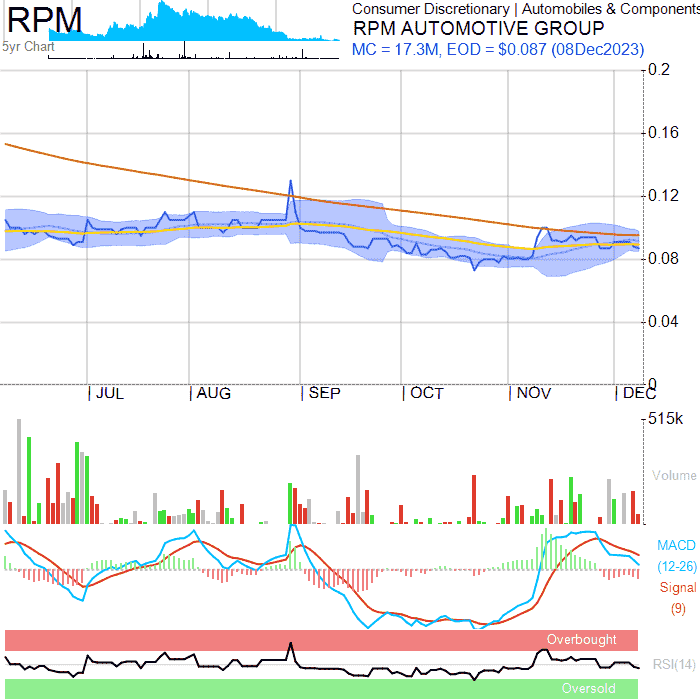 RPM
5yr Chart
Consumer Discretionary | Automobiles & Components
RPM AUTOMOTIVE GROUP
MC = 17.3M, EOD = $0.087 (08Dec2023)
0.2
0.16
0.12
0.08
0.04
0
JUL
AUG
SEP
OCT
NOV
DEC
515k
Volume
MACD
(12-26)
Signal
(9)
Overbought
RSI(14)
Oversold